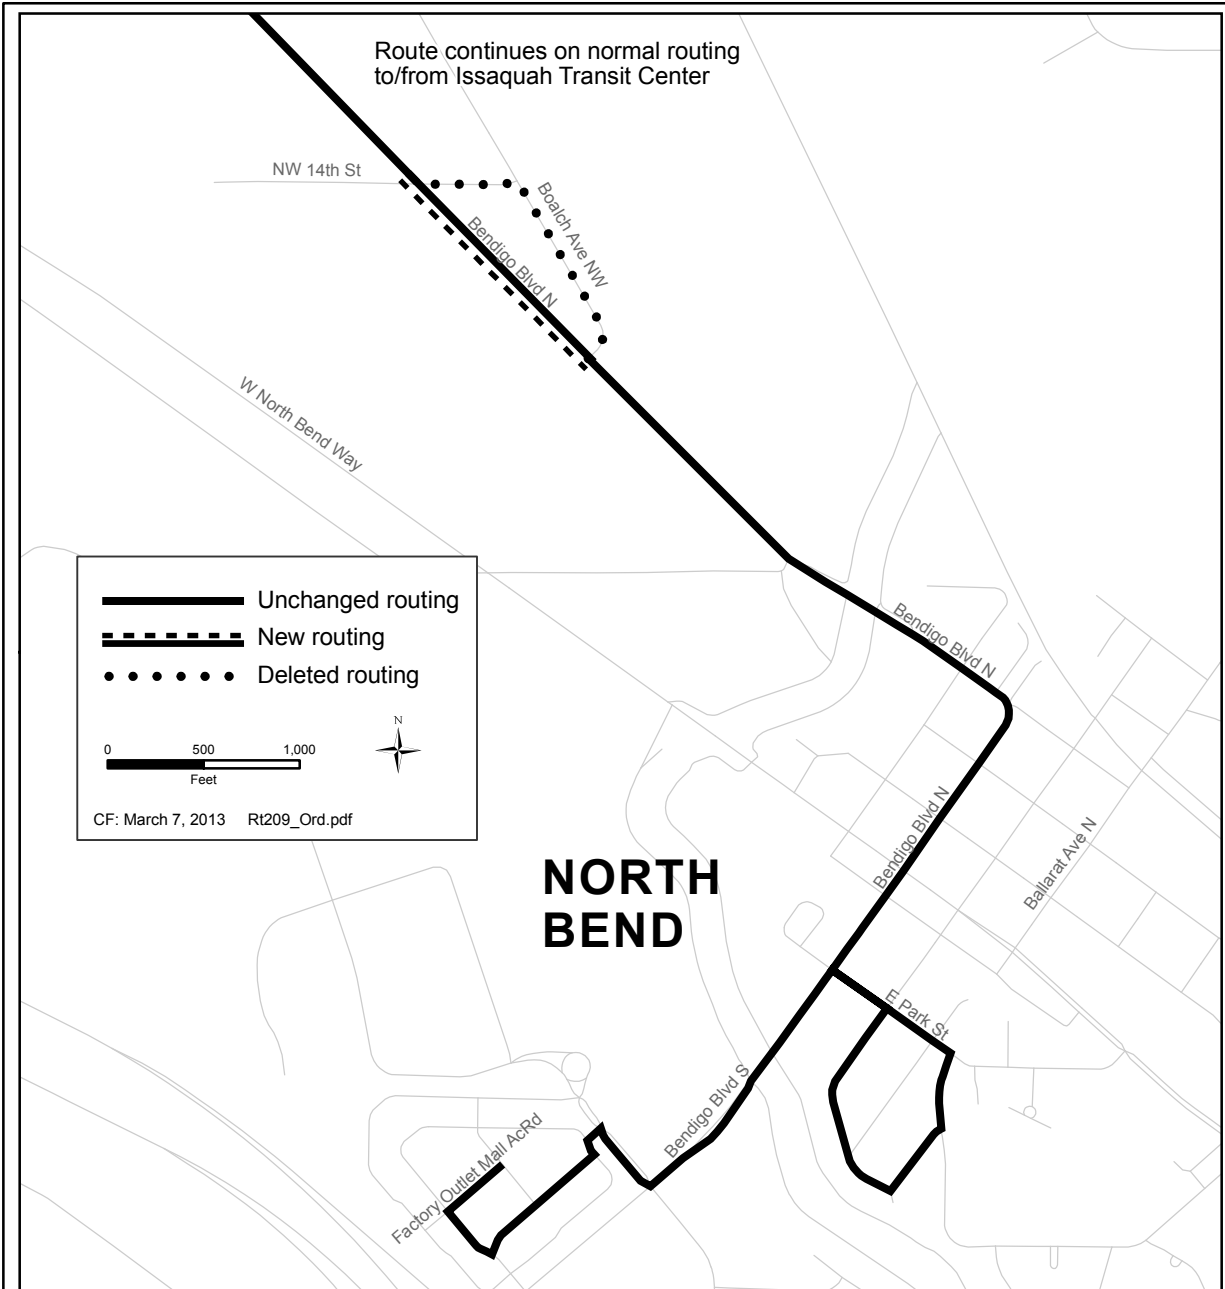 Route continues on normal routing
to/from Issaquah Transit Center
NW 14th St
Boalch Ave NW
Bendigo Blvd N
W North Bend Way
Unchanged routing
New routing
Deleted routing
N
0 500 1,000
Feet
CF: March 7, 2013 Rt209_Ord.pdf
Bendigo Blvd N
Bendigo Blvd N
Ballarat Ave N
NORTH
BEND
E Park St
Bendigo Blvd S
Factory Outlet Mall AcRd